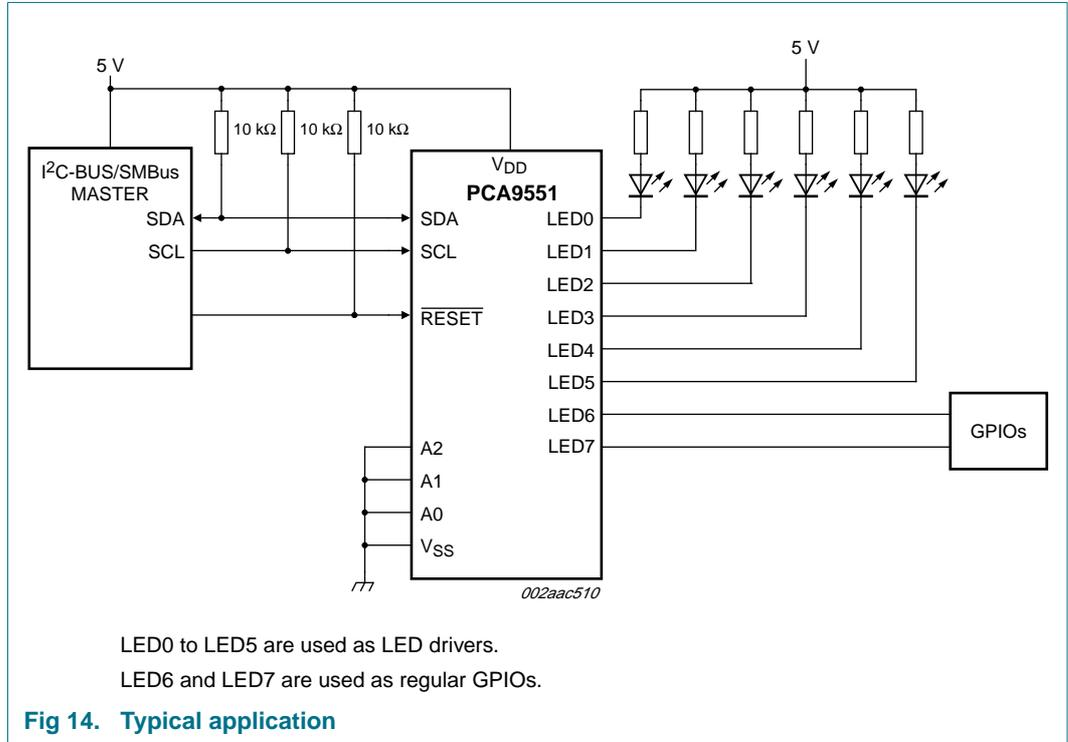 5 V
5 V
10 kΩ 10 kΩ 10 kΩ
I2C-BUS/SMBus
MASTER
SDA
SCL
VDD
PCA9551
SDA
SCL
RESET
A2
A1
A0
VSS
LED0
LED1
LED2
LED3
LED4
LED5
LED6
LED7
GPIOs
002aac510
LED0 to LED5 are used as LED drivers.
LED6 and LED7 are used as regular GPIOs.
Fig 14. Typical application